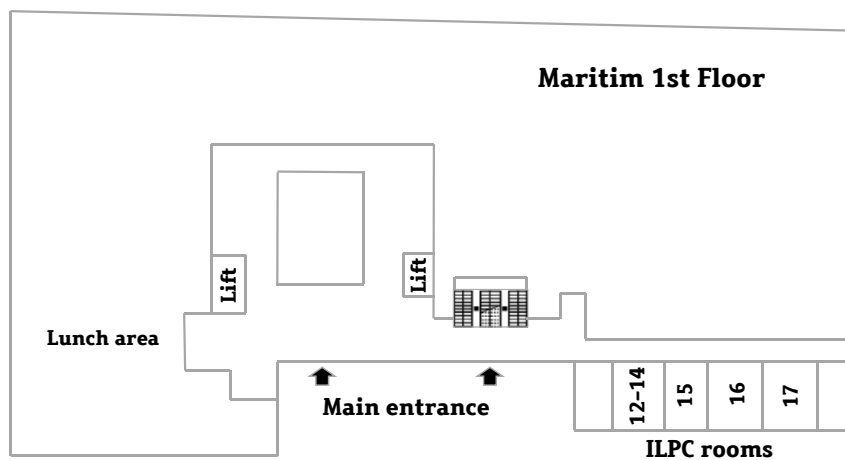 Maritim 1st Floor
Lift
Lift
Lunch area
Main entrance
12–14
15
16
17
ILPC rooms